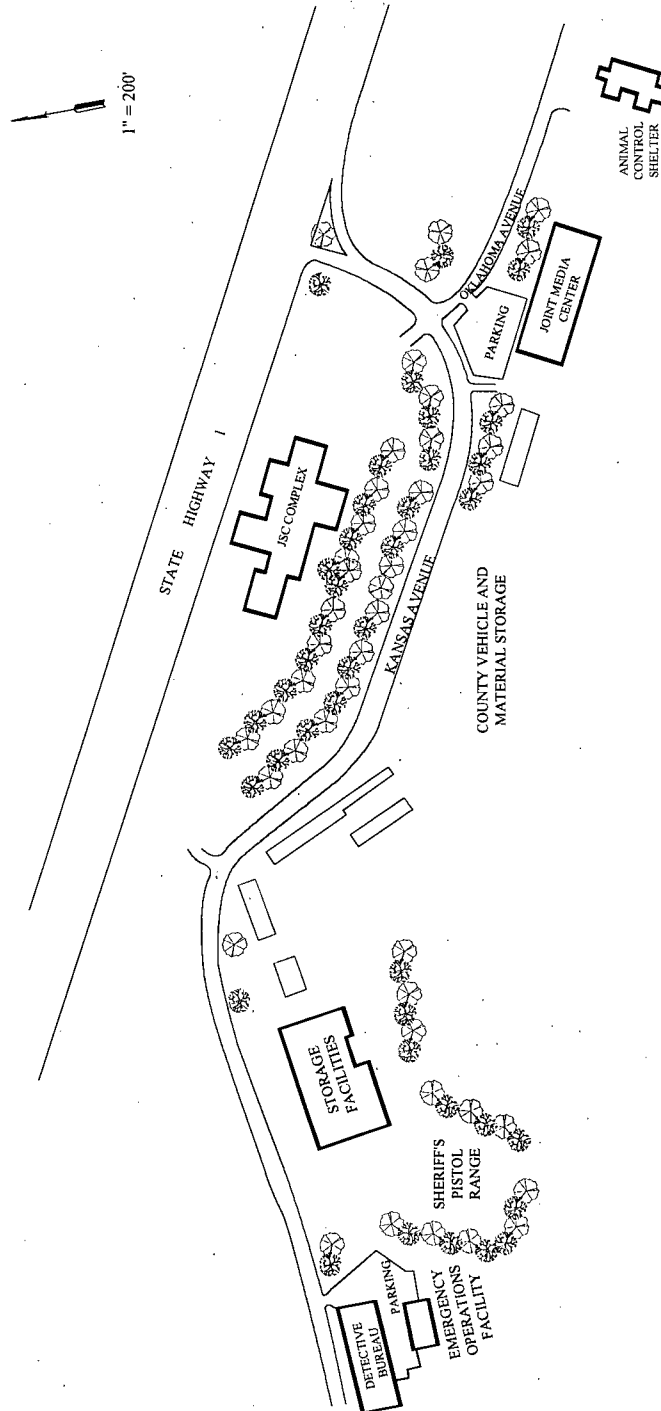 1" = 200'
STATE HIGHWAY 1
JSC COMPLEX
OKLAHOMA AVENUE
PARKING
JOINT MEDIA
CENTER
ANIMAL
CONTROL
SHELTER
KANSAS AVENUE
COUNTY VEHICLE AND
MATERIAL STORAGE
STORAGE
FACILITIES
SHERIFF'S
PISTOL
RANGE
DETECTIVE
BUREAU
PARKING
EMERGENCY
OPERATIONS
FACILITY